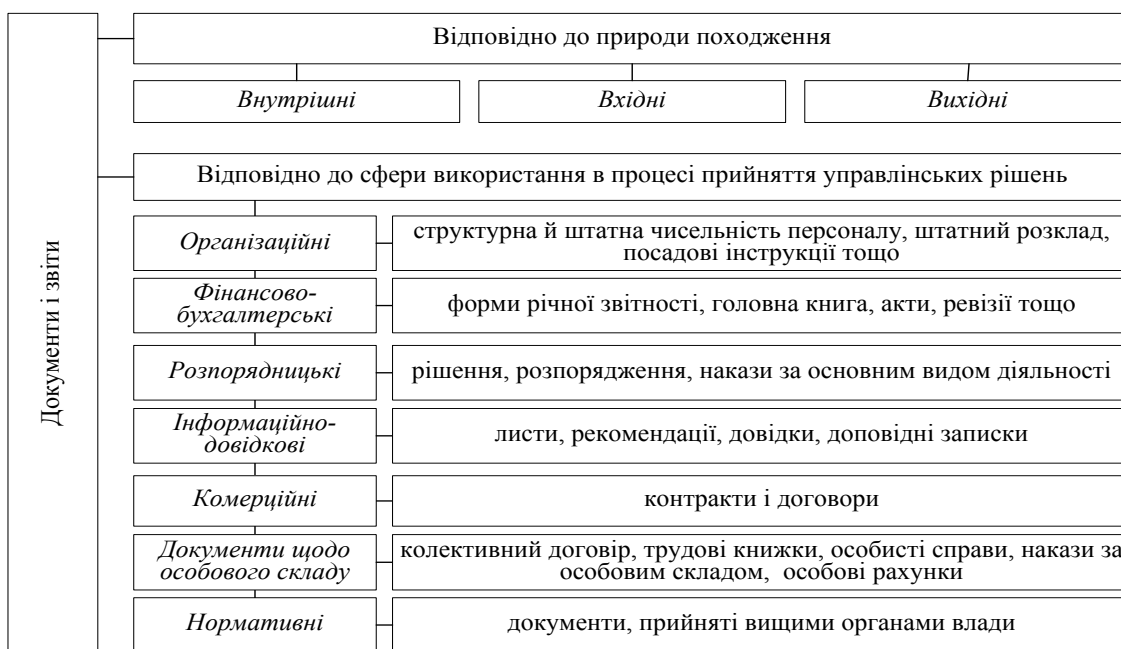 Документи і звіти
Відповідно до природи походження
Внутрішні
Вхідні
Вихідні
Відповідно до сфери використання в процесі прийняття управлінських рішень
Організаційні
структурна й штатна чисельність персоналу, штатний розклад,
посадові інструкції тощо
Фінансово-
бухгалтерські
форми річної звітності, головна книга, акти, ревізії тощо
Розпорядницькі
рішення, розпорядження, накази за основним видом діяльності
Інформаційно-
довідкові
листи, рекомендації, довідки, доповідні записки
Комерційні
контракти і договори
Документи щодо
особового складу
колективний договір, трудові книжки, особисті справи, накази за
особовим складом, особові рахунки
Нормативні
документи, прийняті вищими органами влади